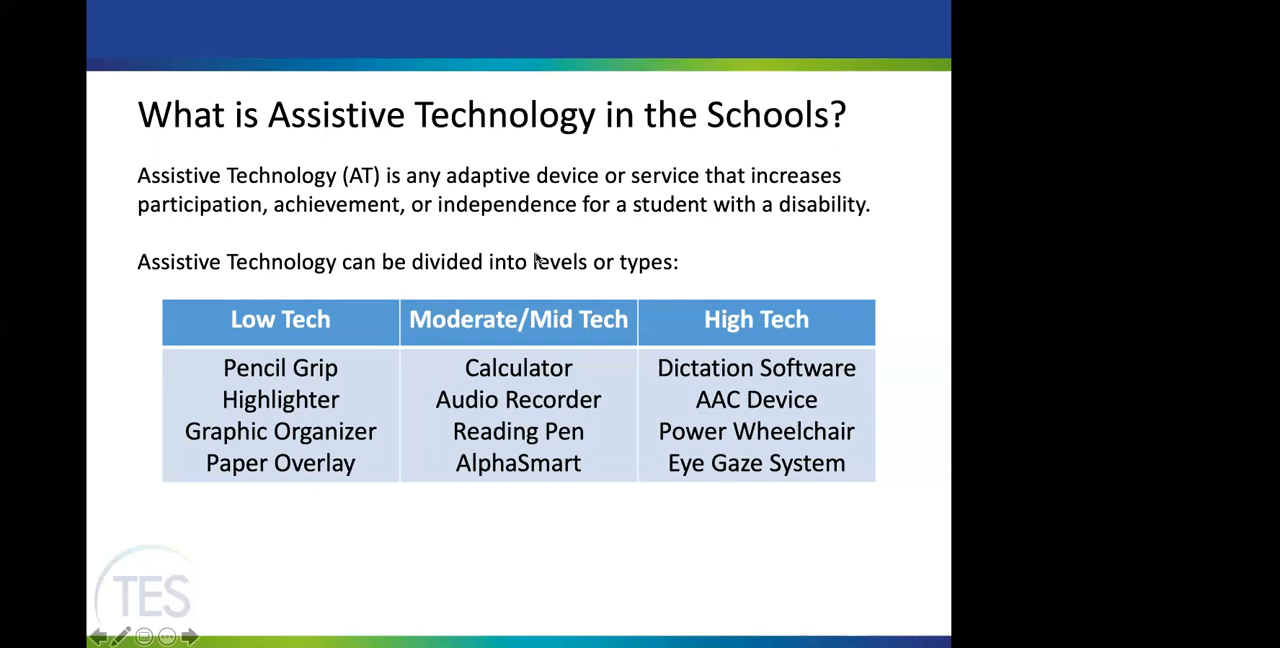 What is Assistive Technology in the Schools?
Assistive Technology (AT) is any adaptive device or service that increases
participation, achievement, or independence for a student with a disability.
Assistive Technology can be divided into levels or types:
Low Tech Moderate/Mid Tech High Tech
Pencil Grip Calculator Dictation Software
Highlighter Audio Recorder AAC Device
Graphic Organizer Reading Pen Power Wheelchair
Paper Overlay AlphaSmart Eye Gaze System
TES